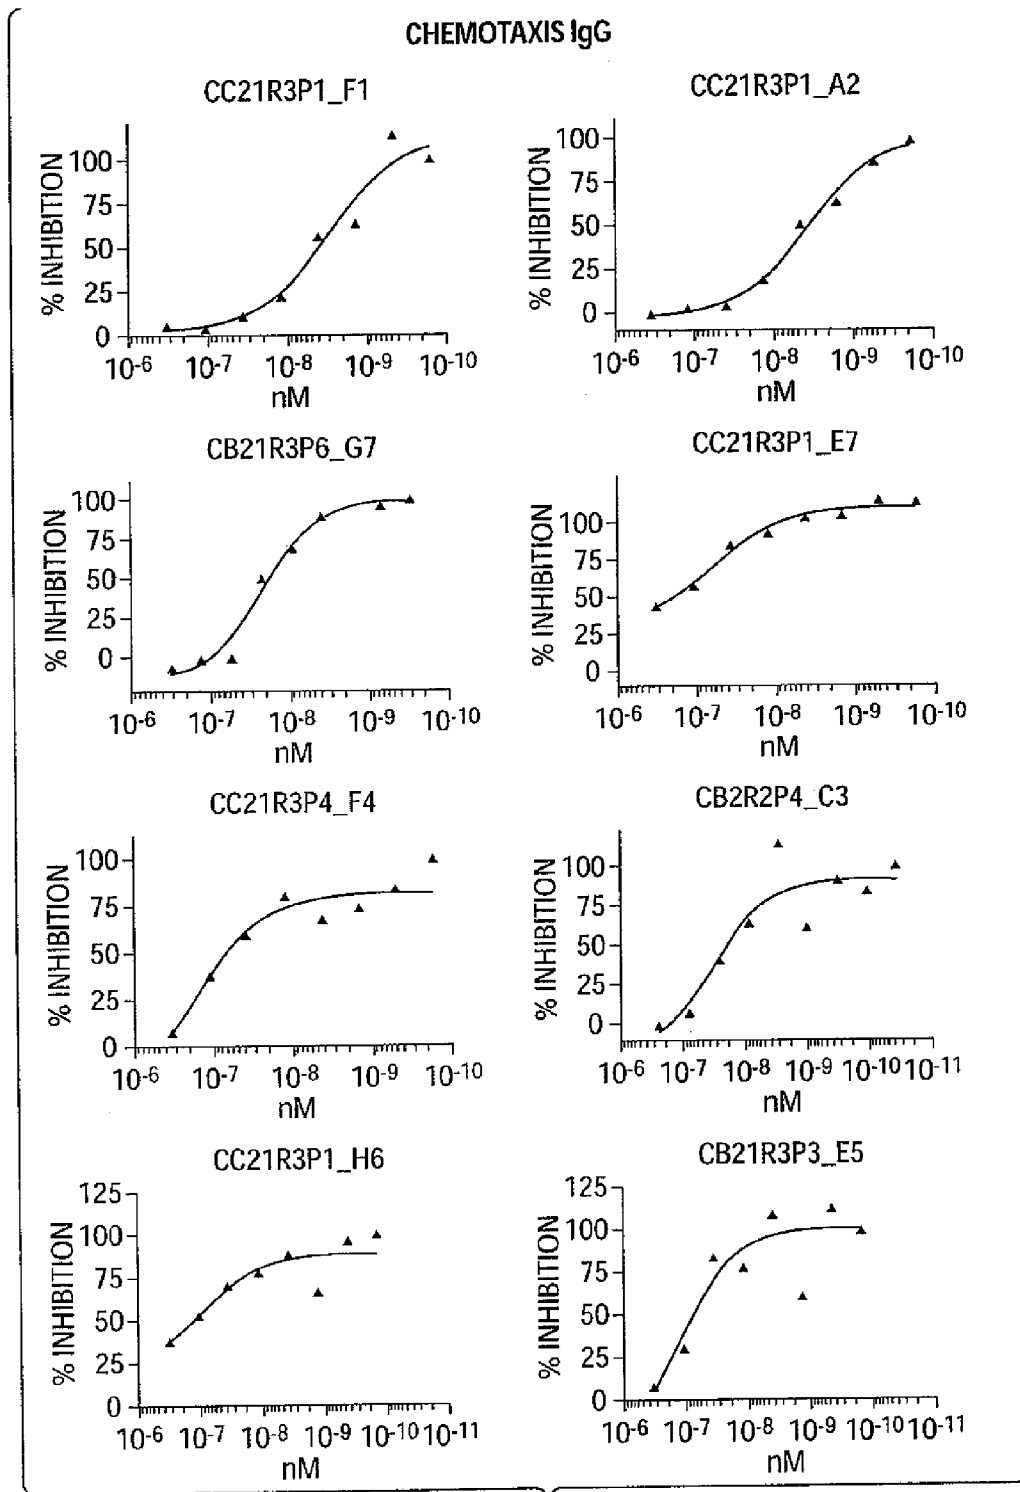 CHEMOTAXIS IgG
CC21R3P1_F1
% INHIBITION
100
75
50
25
0
10-6 10-7 10-8 10-9 10-10
nM
CC21R3P1_A2
% INHIBITION
100
75
50
25
0
10-6 10-7 10-8 10-9 10-10
nM
CB21R3P6_G7
% INHIBITION
100
75
50
25
0
10-6 10-7 10-8 10-9 10-10
nM
CC21R3P1_E7
% INHIBITION
100
75
50
25
0
10-6 10-7 10-8 10-9 10-10
nM
CC21R3P4_F4
% INHIBITION
100
75
50
25
0
10-6 10-7 10-8 10-9 10-10
nM
CB2R2P4_C3
% INHIBITION
100
75
50
25
0
10-6 10-7 10-8 10-9 10-10 10-11
nM
CC21R3P1_H6
% INHIBITION
125
100
75
50
25
0
10-6 10-7 10-8 10-9 10-10 10-11
nM
CB21R3P3_E5
% INHIBITION
125
100
75
50
25
0
10-6 10-7 10-8 10-9 10-10 10-11
nM